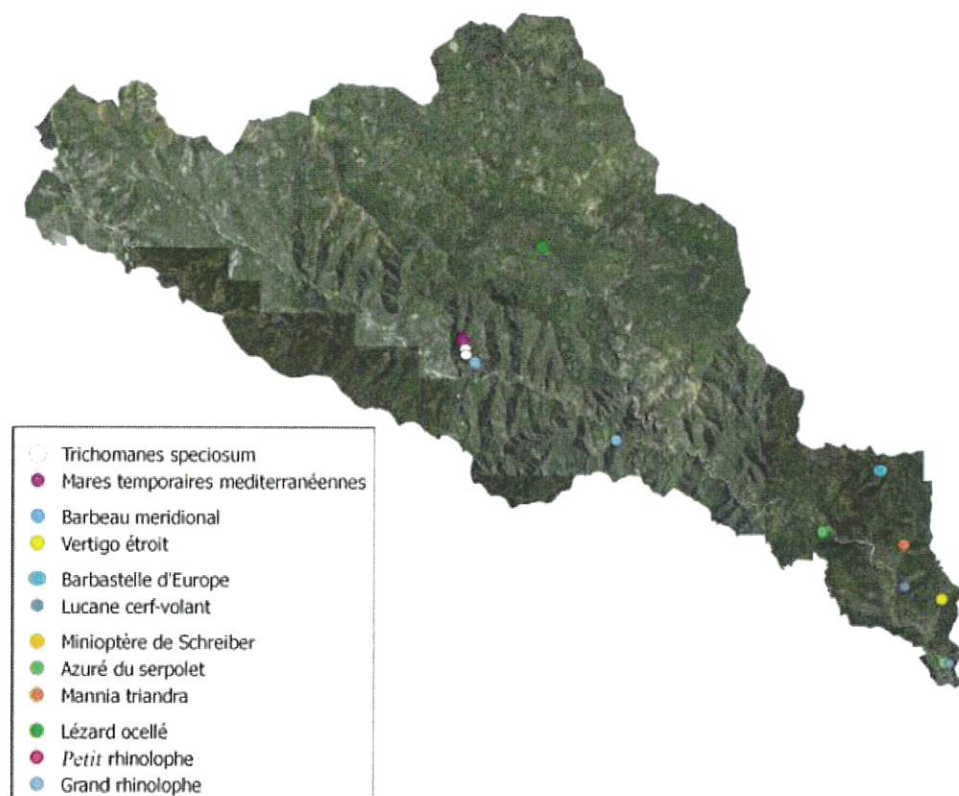 Trichomanes speciosum
Mares temporaires mediterranéennes
Barbeau meridional
Vertigo étroit
Barbastelle d'Europe
Lucane cerf-volant
Minioptère de Schreiber
Azuré du serpolet
Mannia triandra
Lézard ocellé
Petit rhinolophe
Grand rhinolophe